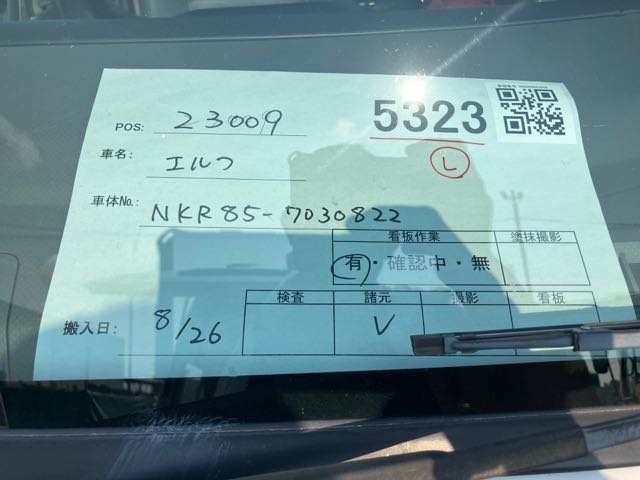 POS: 23009
5323
車名: エルフ
L
車体No.: NKR85-7030822
看板作業 塗抹撮影
有・確認中・無
検査 諸元 撮影 看板
搬入日: 8/26 V